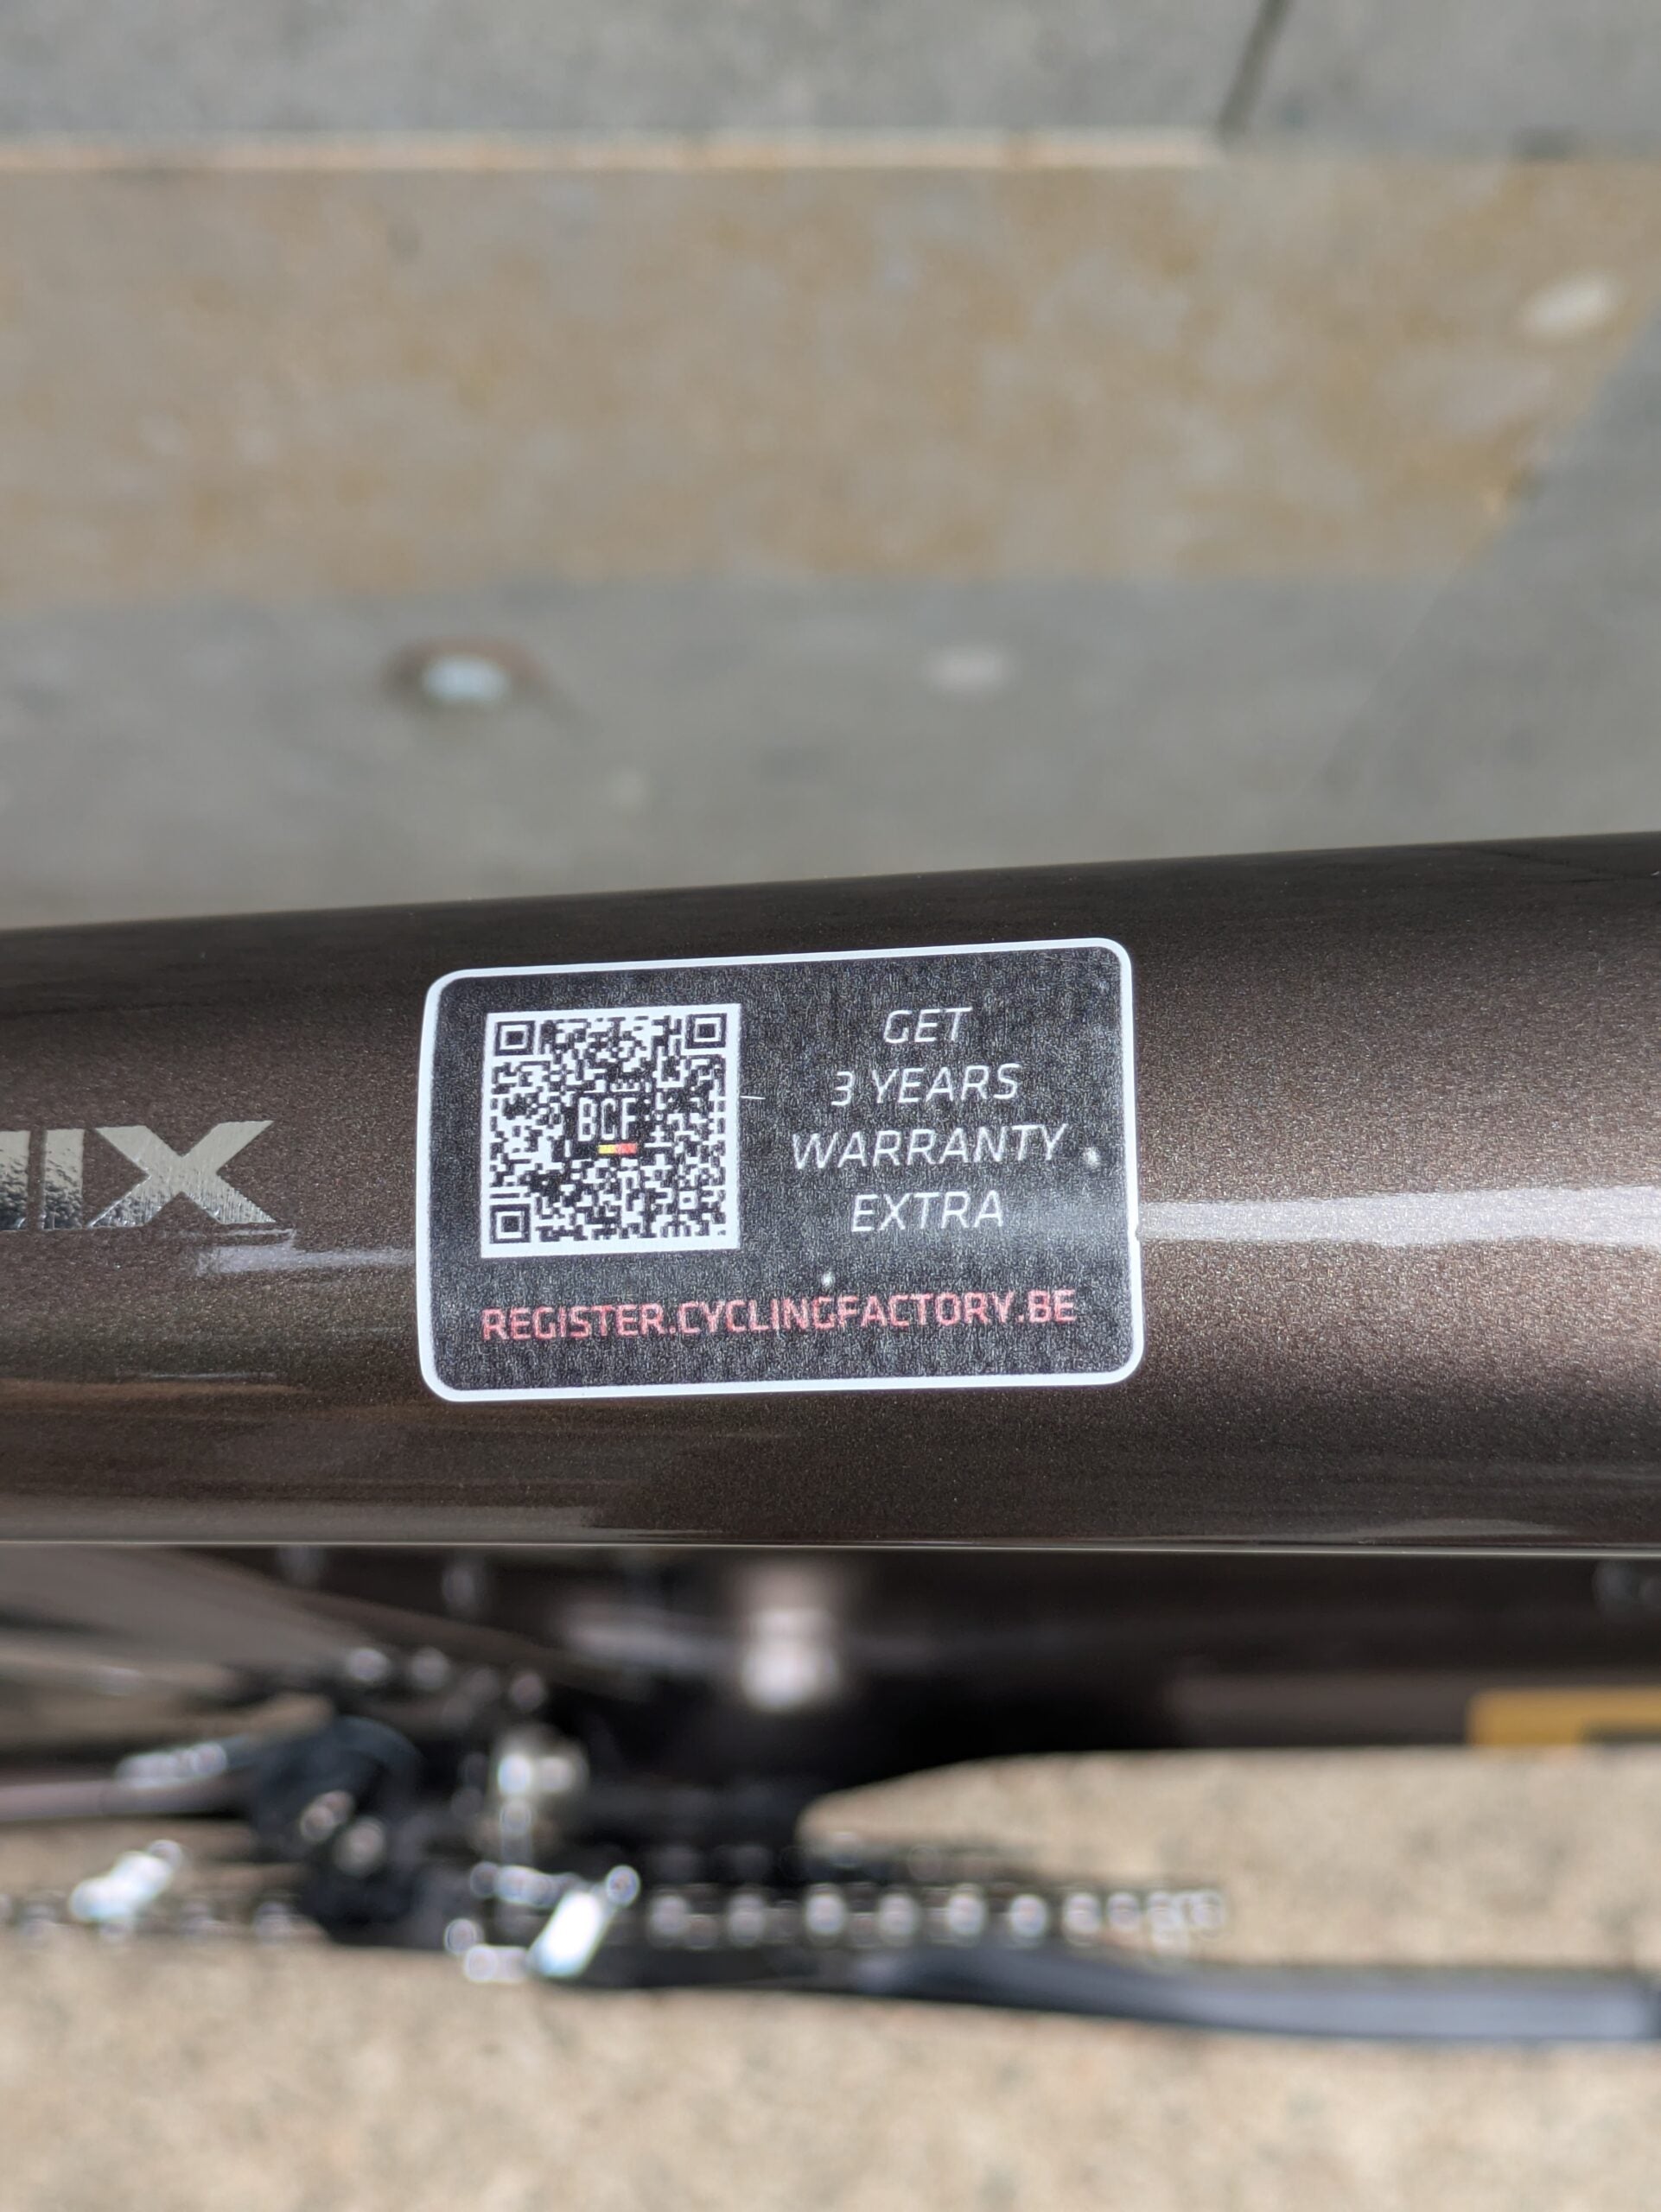 BCF
GET
3 YEARS
WARRANTY
EXTRA
REGISTER.CYCLINGFACTORY.BE